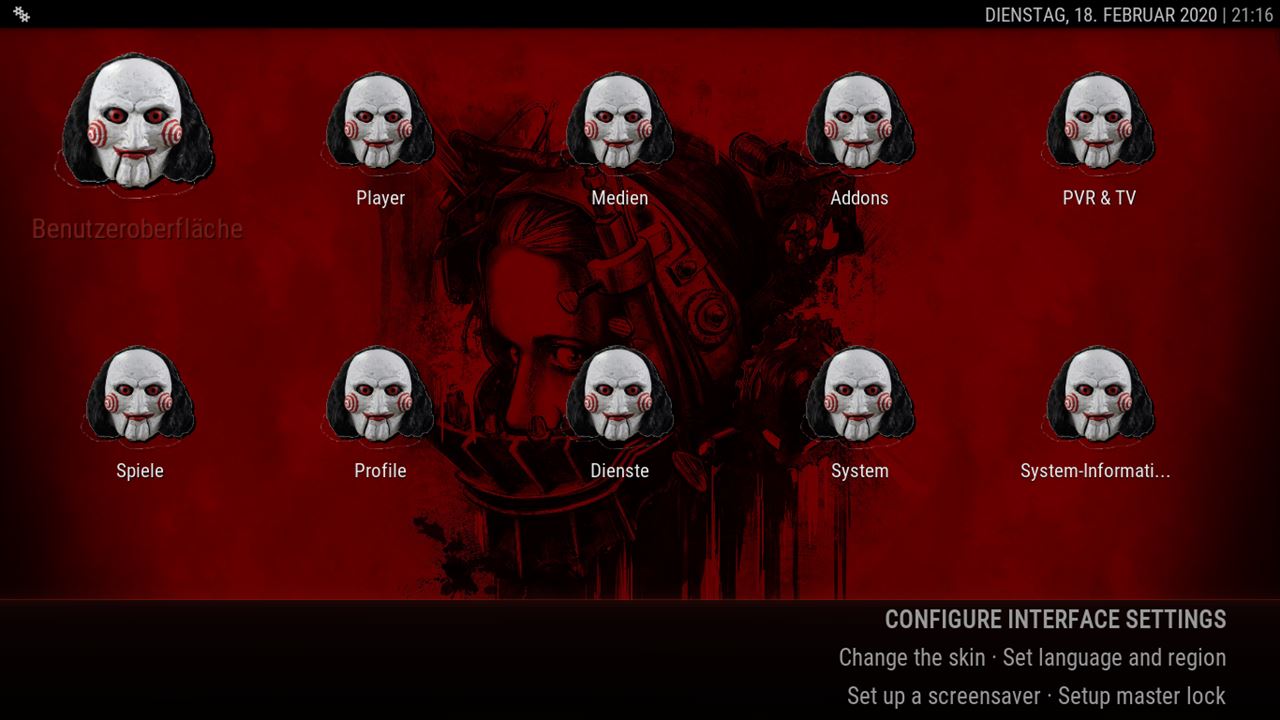 DIENSTAG, 18. FEBRUAR 2020 | 21:16
Benutzeroberfläche
Player
Medien
Addons
PVR & TV
Spiele
Profile
Dienste
System
System-Informati...
CONFIGURE INTERFACE SETTINGS
Change the skin · Set language and region
Set up a screensaver · Setup master lock